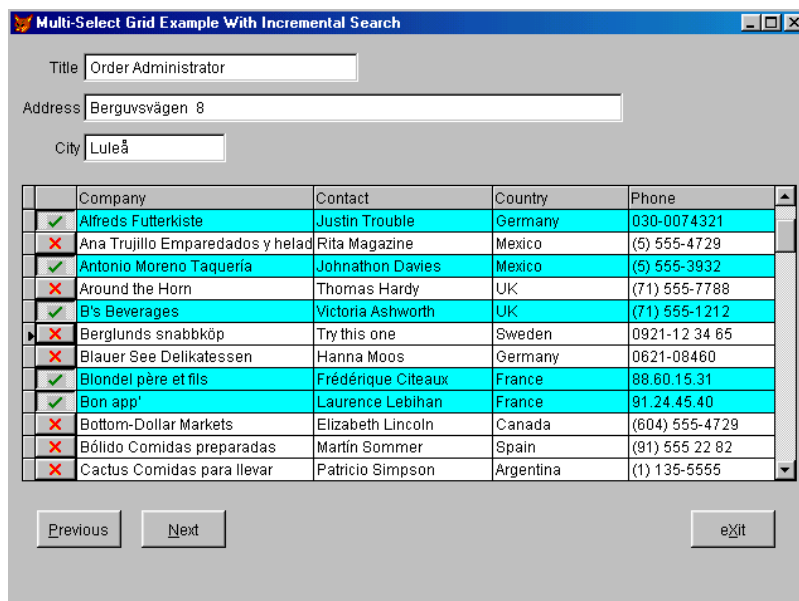 Multi-Select Grid Example With Incremental Search
Title Order Administrator
Address Berguvsvägen 8
City Luleå
Company Contact Country Phone
Alfreds Futterkiste Justin Trouble Germany 030-0074321
Ana Trujillo Emparedados y helad Rita Magazine Mexico (5) 555-4729
Antonio Moreno Taquería Johnathon Davies Mexico (5) 555-3932
Around the Horn Thomas Hardy UK (71) 555-7788
B's Beverages Victoria Ashworth UK (71) 555-1212
Berglunds snabbköp Try this one Sweden 0921-12 34 65
Blauer See Delikatessen Hanna Moos Germany 0621-08460
Blondel père et fils Frédérique Citeaux France 88.60.15.31
Bon app' Laurence Lebihan France 91.24.45.40
Bottom-Dollar Markets Elizabeth Lincoln Canada (604) 555-4729
Bólido Comidas preparadas Martín Sommer Spain (91) 555 22 82
Cactus Comidas para llevar Patricio Simpson Argentina (1) 135-5555
Previous Next eXit